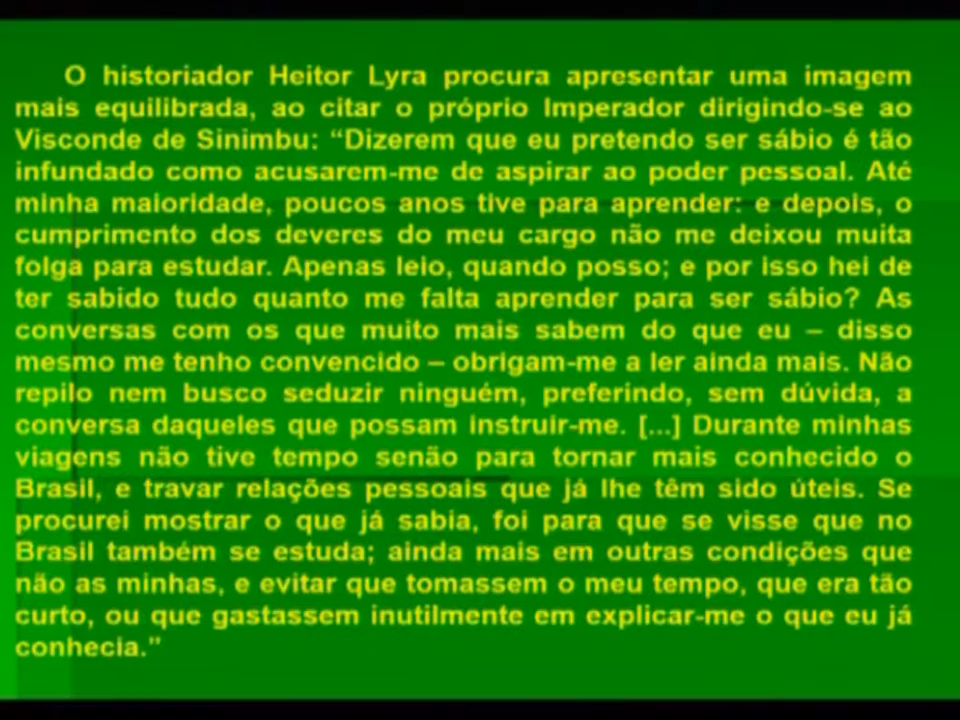 O historiador Heitor Lyra procura apresentar uma imagem
mais equilibrada, ao citar o próprio Imperador dirigindo-se ao
Visconde de Sinimbu: “Dizerem que eu pretendo ser sábio é tão
infundado como acusarem-me de aspirar ao poder pessoal. Até
minha maioridade, poucos anos tive para aprender: e depois, o
cumprimento dos deveres do meu cargo não me deixou muita
folga para estudar. Apenas leio, quando posso; e por isso hei de
ter sabido tudo quanto me falta aprender para ser sábio? As
conversas com os que muito mais sabem do que eu – disso
mesmo me tenho convencido – obrigam-me a ler ainda mais. Não
repilo nem busco seduzir ninguém, preferindo, sem dúvida, a
conversa daqueles que possam instruir-me. [...] Durante minhas
viagens não tive tempo senão para tornar mais conhecido o
Brasil, e travar relações pessoais que já lhe têm sido úteis. Se
procurei mostrar o que já sabia, foi para que se visse que no
Brasil também se estuda; ainda mais em outras condições que
não as minhas, e evitar que tomassem o meu tempo, que era tão
curto, ou que gastassem inutilmente em explicar-me o que eu já
conhecia.”